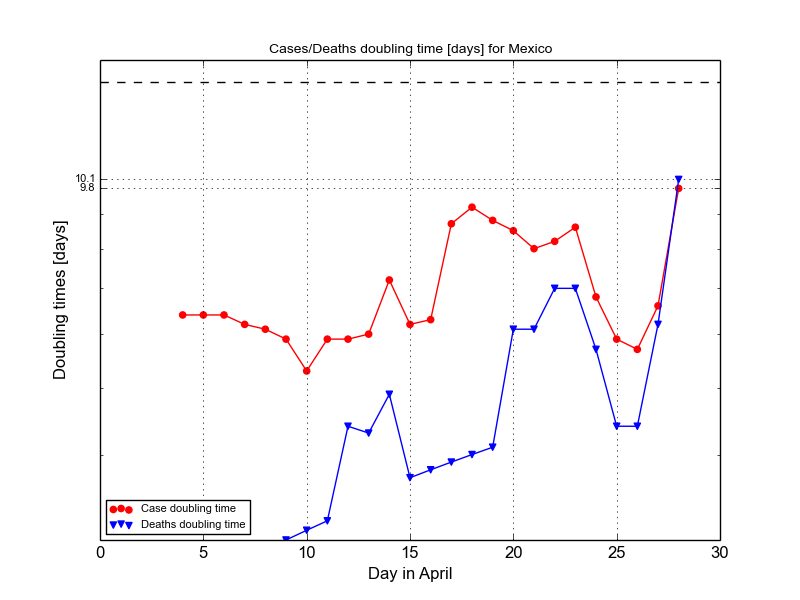 Cases/Deaths doubling time [days] for Mexico
Doubling times [days]
10.1
9.8
Case doubling time
Deaths doubling time
0 5 10 15 20 25 30
Day in April